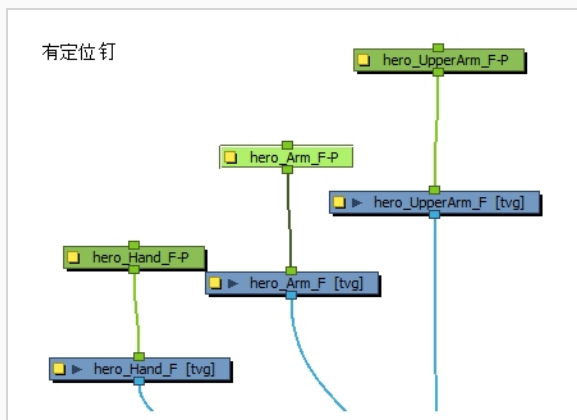 有定位钉
hero_UpperArm_F-P
hero_Arm_F-P
hero_UpperArm_F [tvg]
hero_Hand_F-P
hero_Arm_F [tvg]
hero_Hand_F [tvg]